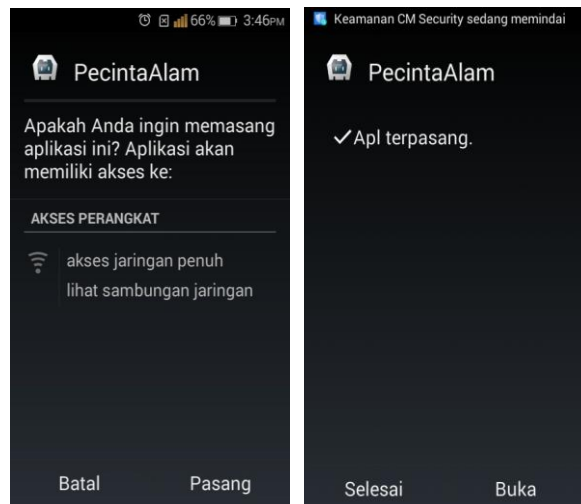 66% 3:46PM
PecintaAlam
Apakah Anda ingin memasang
aplikasi ini? Aplikasi akan
memiliki akses ke:
AKSES PERANGKAT
akses jaringan penuh
lihat sambungan jaringan
Batal Pasang
Keamanan CM Security sedang memindai
PecintaAlam
Apl terpasang.
Selesai Buka